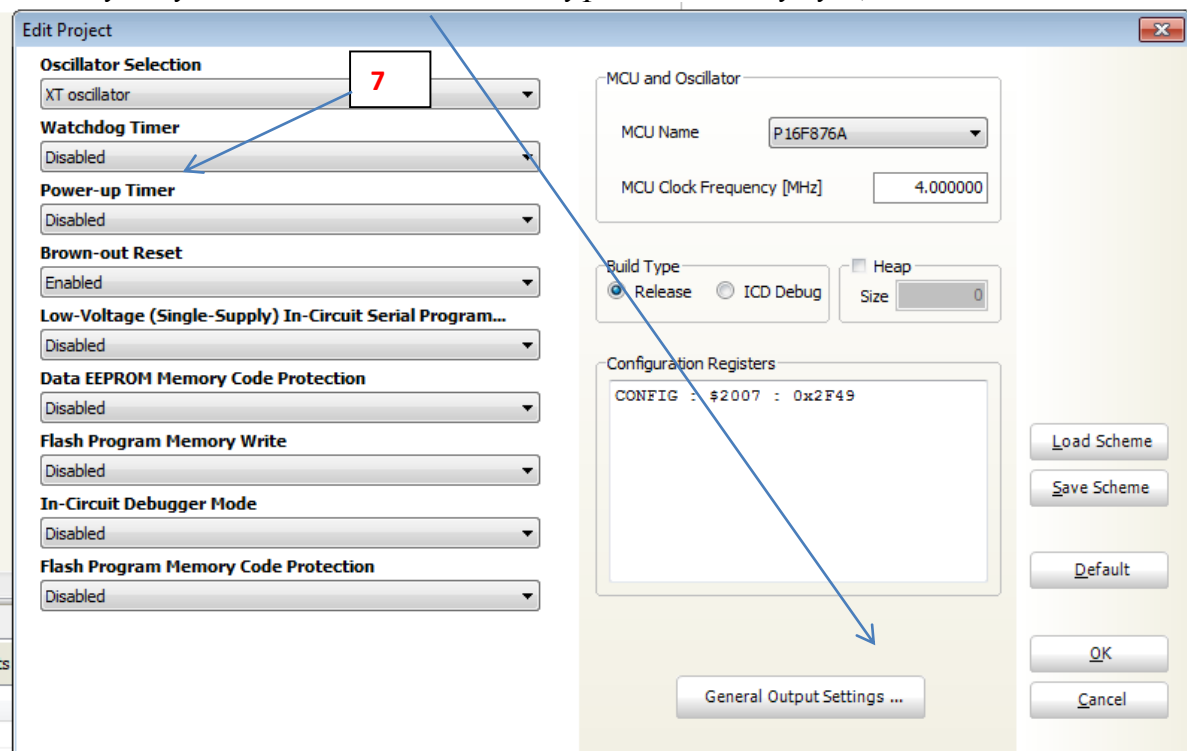 Edit Project
Oscillator Selection
XT oscillator
7
Watchdog Timer
Disabled
Power-up Timer
Disabled
Brown-out Reset
Enabled
Low-Voltage (Single-Supply) In-Circuit Serial Program...
Disabled
Data EEPROM Memory Code Protection
Disabled
Flash Program Memory Write
Disabled
In-Circuit Debugger Mode
Disabled
Flash Program Memory Code Protection
Disabled
MCU and Oscillator
MCU Name P16F876A
MCU Clock Frequency [MHz] 4.000000
Build Type
Release ICD Debug
Heap
Size 0
Configuration Registers
CONFIG : $2007 : 0x2F49
General Output Settings ...
Load Scheme
Save Scheme
Default
OK
Cancel